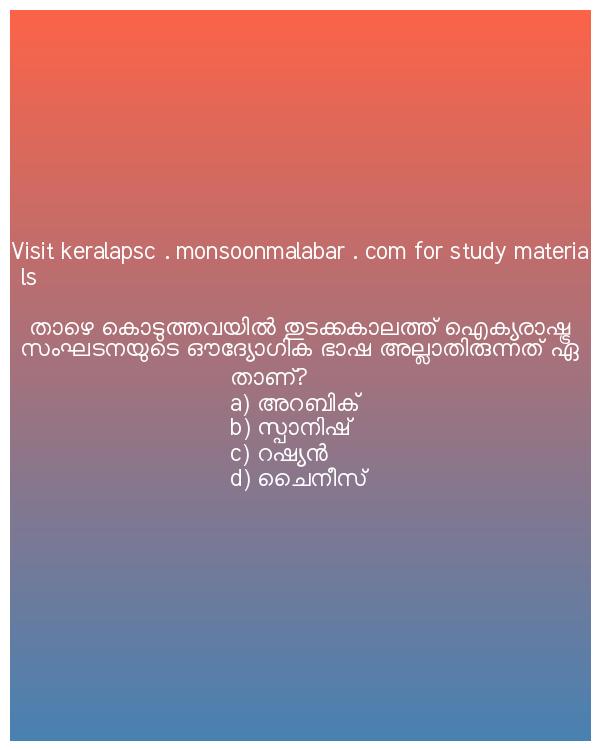 Visit keralapsc . monsoonmalabar . com for study materia
ls
താഴെ കൊടുത്തവയിൽ തുടക്കകാലത്ത് ഐക്യരാഷ്ട്ര
സംഘടനയുടെ ഔദ്യോഗിക ഭാഷ അല്ലാതിരുന്നത് ഏ
താണ്?
a) അറബിക്
b) സ്പാനിഷ്
c) റഷ്യൻ
d) ചൈനീസ്